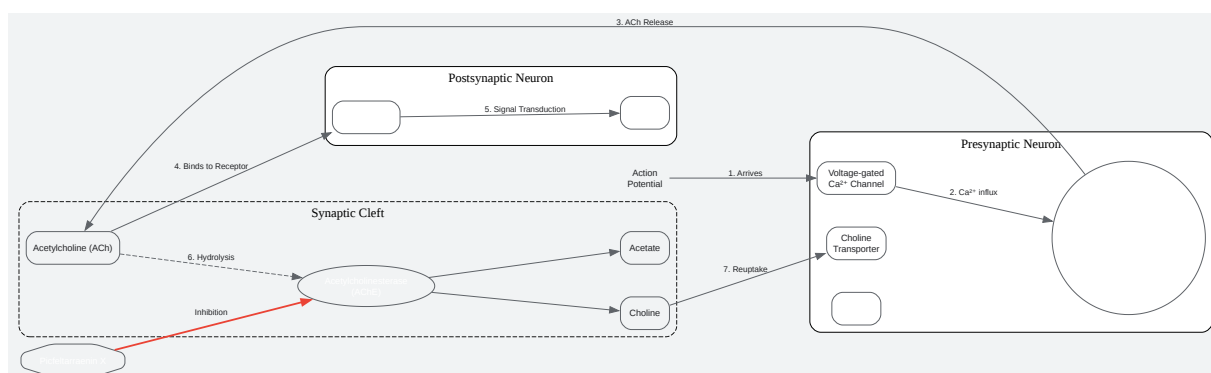 3. ACh Release
Postsynaptic Neuron
5. Signal Transduction
Presynaptic Neuron
4. Binds to Receptor
Action
Potential
1. Arrives
Voltage-gated
Ca²⁺ Channel
2. Ca²⁺ influx
Synaptic Cleft
Acetylcholine (ACh)
6. Hydrolysis
Acetate
Choline
Transporter
7. Reuptake
(AChE)
Inhibition
Choline